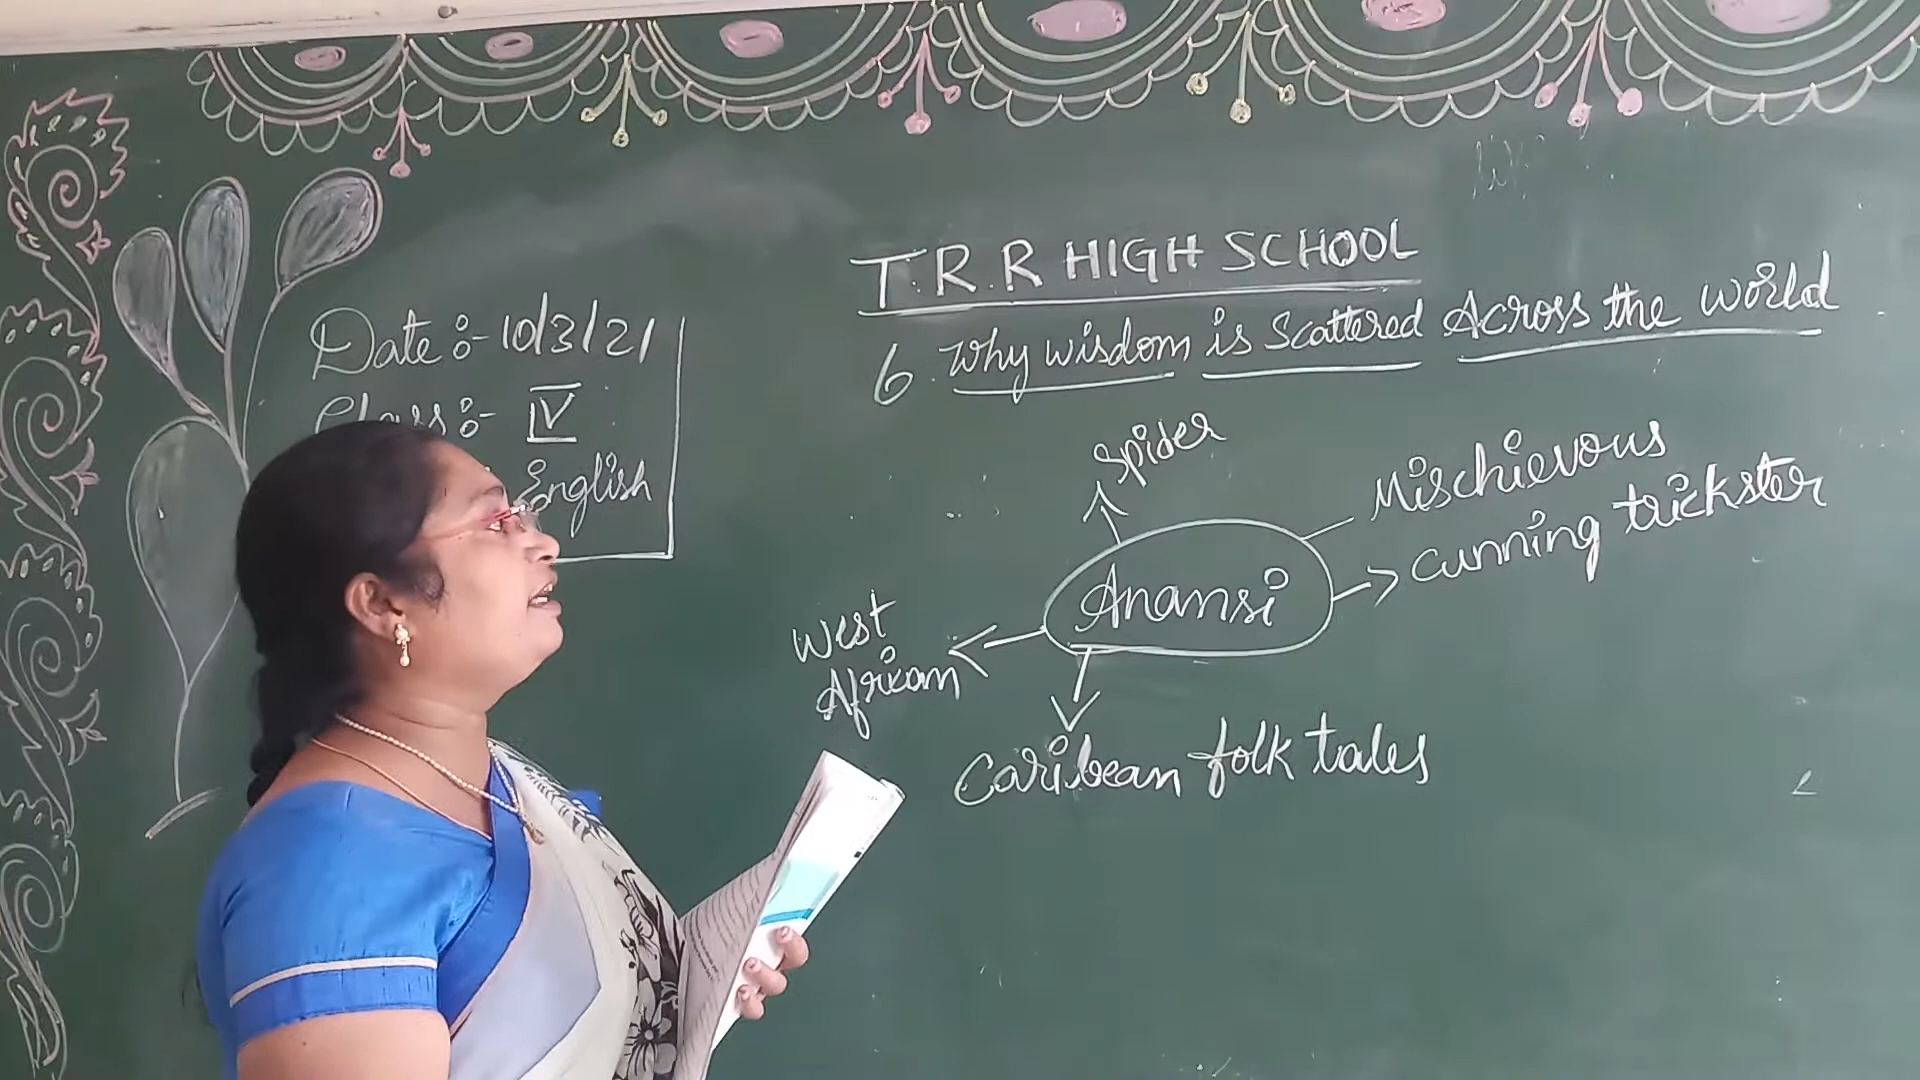 T.R.R HIGH SCHOOL
Date :- 10/3/21
Class :- IV
English
6. Why wisdom is Scattered Across the world
Spider
Mischievous
cunning trickster
Anansi
West
African
Caribean folk tales